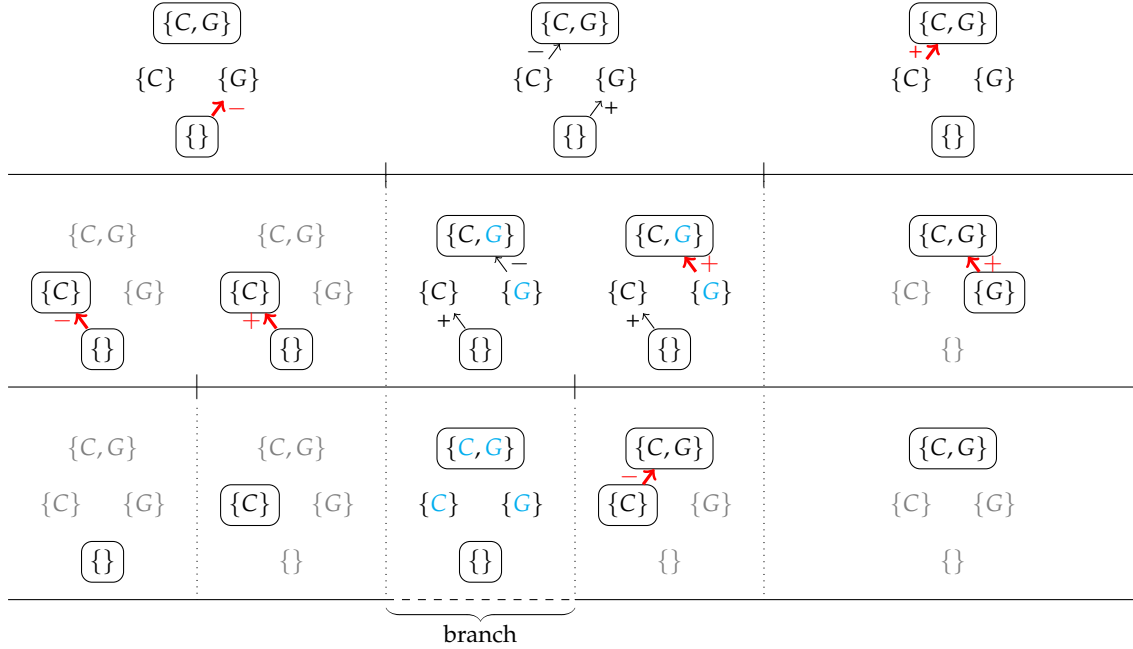 {C, G} {C, G} {C, G}
− +
{C} {G} {C} {G} {C} {G}
− +
{} {} {}
{C, G} {C, G} {C, G} {C, G} {C, G}
− + +
{C} {G} {C} {G} {C} {G} {C} {G} {C} {G}
− + + +
{} {} {} {} {}
{C, G} {C, G} {C, G} {C, G} {C, G}
−
{C} {G} {C} {G} {C} {G} {C} {G} {C} {G}
{} {} {} {} {}
branch